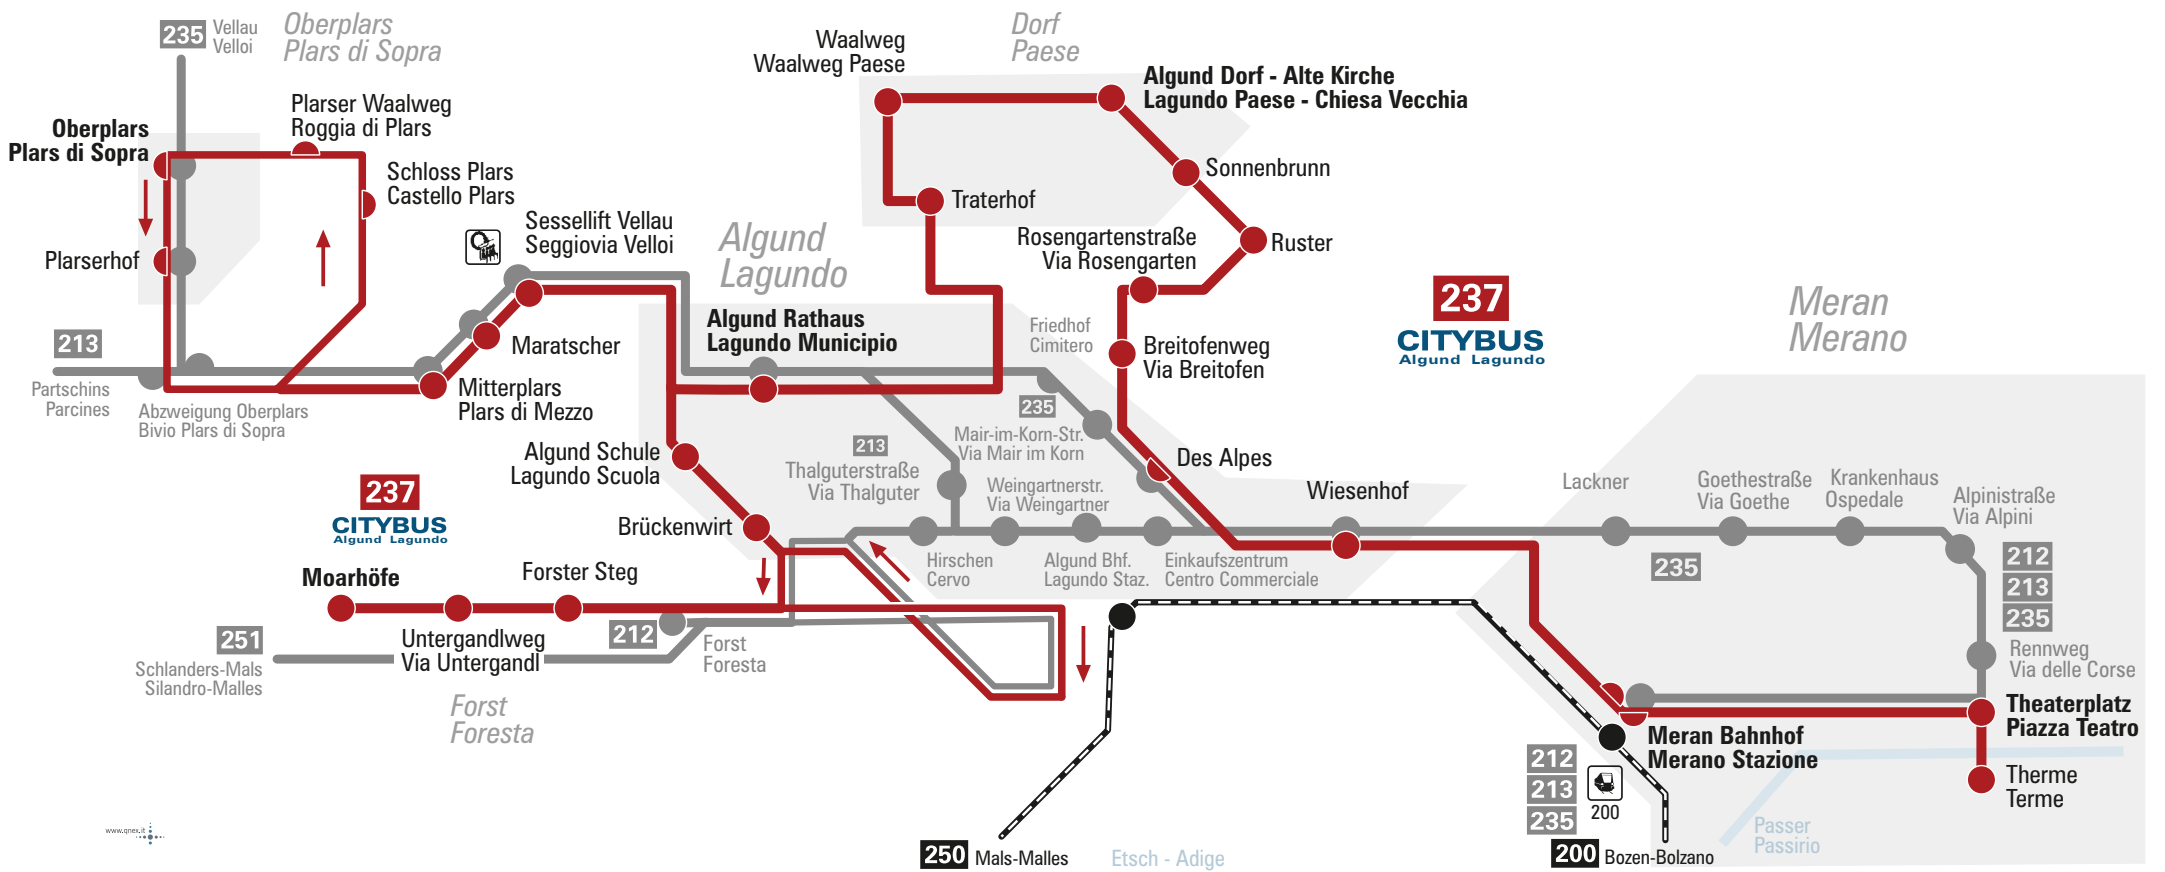 235
Vellau
Velloi
Oberplars
Plars di Sopra
Oberplars
Plars di Sopra
Plarser Waalweg
Roggia di Plars
Schloss Plars
Castello Plars
Plarserhof
213
Partschins
Parcines
Abzweigung Oberplars
Bivio Plars di Sopra
Sessellift Vellau
Seggiovia Velloi
Maratscher
Mitterplars
Plars di Mezzo
Algund
Lagundo
Algund Rathaus
Lagundo Municipio
Algund Schule
Lagundo Scuola
Brückenwirt
Waalweg
Waalweg Paese
Dorf
Paese
Algund Dorf - Alte Kirche
Lagundo Paese - Chiesa Vecchia
Traterhof
Sonnenbrunn
Ruster
Rosengartenstraße
Via Rosengarten
Breitofenweg
Via Breitofen
Friedhof
Cimitero
235
Mair-im-Korn-Str.
Via Mair im Korn
213
Thalguterstraße
Via Thalguter
Weingartnerstr.
Via Weingartner
Des Alpes
Wiesenhof
Hirschen
Cervo
Algund Bhf.
Lagundo Staz.
Einkaufszentrum
Centro Commerciale
237
CITYBUS
Algund Lagundo
Meran
Merano
Lackner
Goethestraße
Via Goethe
Krankenhaus
Ospedale
Alpinistraße
Via Alpini
235
212
213
235
Rennweg
Via delle Corse
Theaterplatz
Piazza Teatro
Therme
Terme
Meran Bahnhof
Merano Stazione
212
213
235
200
200
Bozen-Bolzano
Passer
Passirio
237
CITYBUS
Algund Lagundo
Moarhöfe
Forster Steg
Untergandlweg
Via Untergandl
212
Forst
Foresta
251
Schlanders-Mals
Silandro-Malles
Forst
Foresta
250
Mals-Malles
Etsch - Adige
www.qnex.it